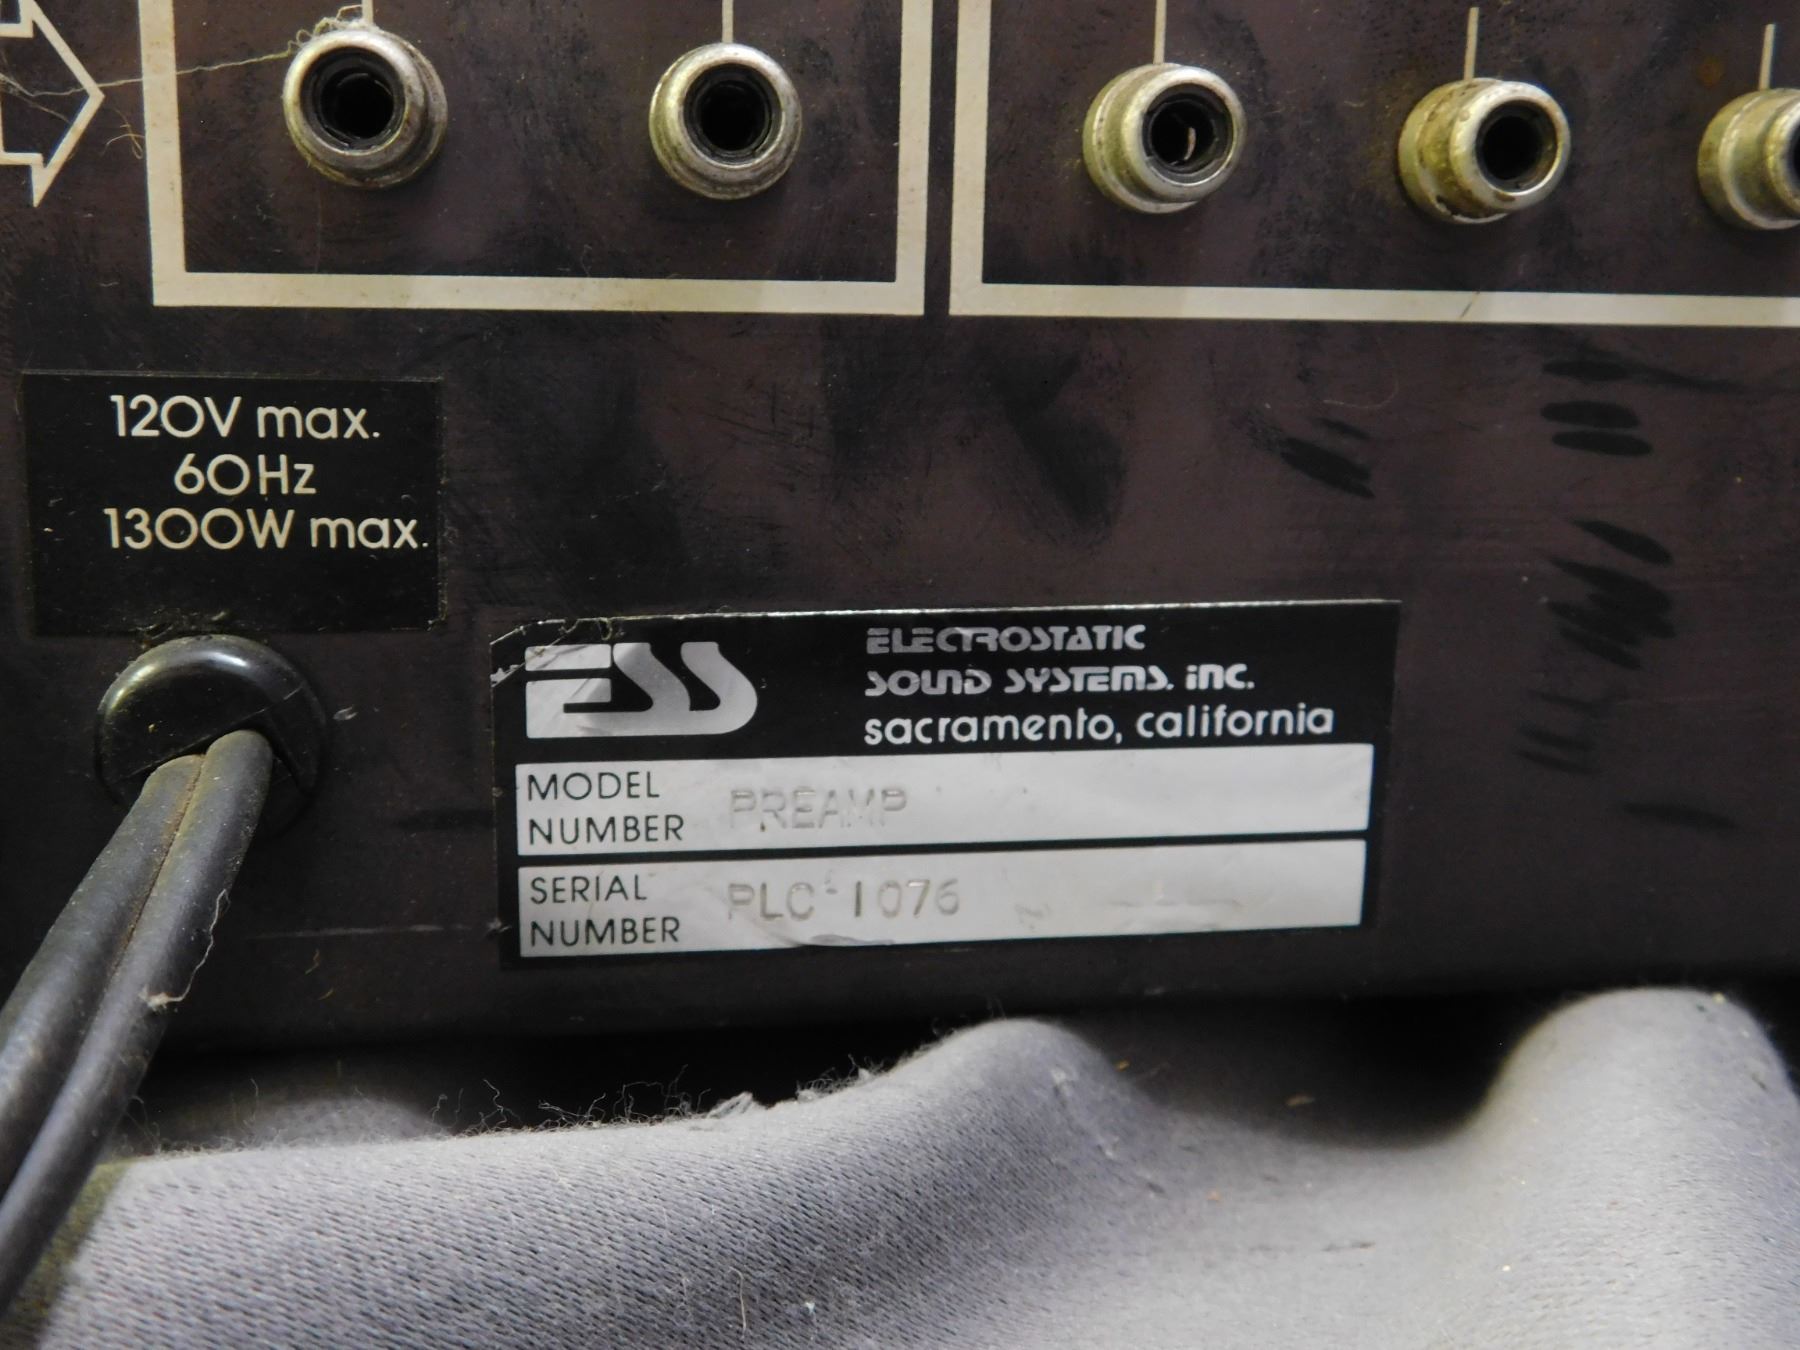 120V max.
60Hz
1300W max.
ESS
ELECTROSTATIC
SOUND SYSTEMS. inc.
sacramento, california
MODEL
NUMBER
PREAMP
SERIAL
NUMBER
PLC-1076